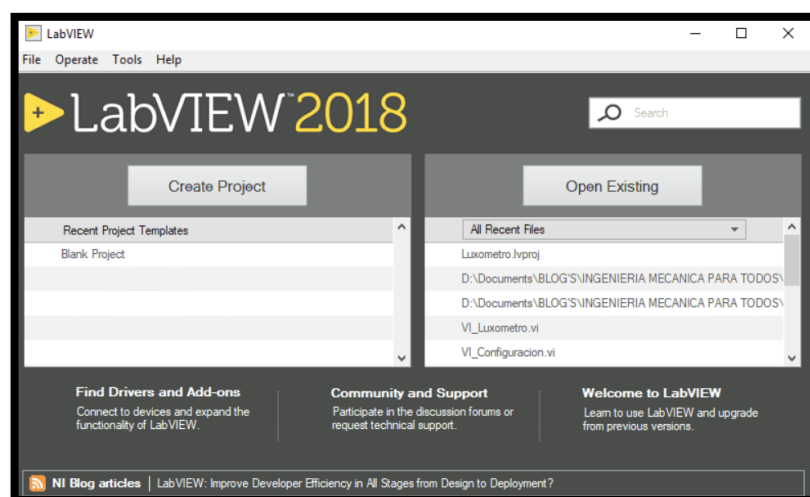 LabVIEW
File Operate Tools Help
LabVIEW™ 2018
Search
Create Project
Open Existing
Recent Project Templates
Blank Project
All Recent Files
Luxometro.lvproj
D:\Documents\BLOG'S\INGENIERIA MECANICA PARA TODOS\
D:\Documents\BLOG'S\INGENIERIA MECANICA PARA TODOS\
VI_Luxometro.vi
VI_Configuracion.vi
Find Drivers and Add-ons
Connect to devices and expand the
functionality of LabVIEW.
Community and Support
Participate in the discussion forums or
request technical support.
Welcome to LabVIEW
Learn to use LabVIEW and upgrade
from previous versions.
NI Blog articles | LabVIEW: Improve Developer Efficiency in All Stages from Design to Deployment?